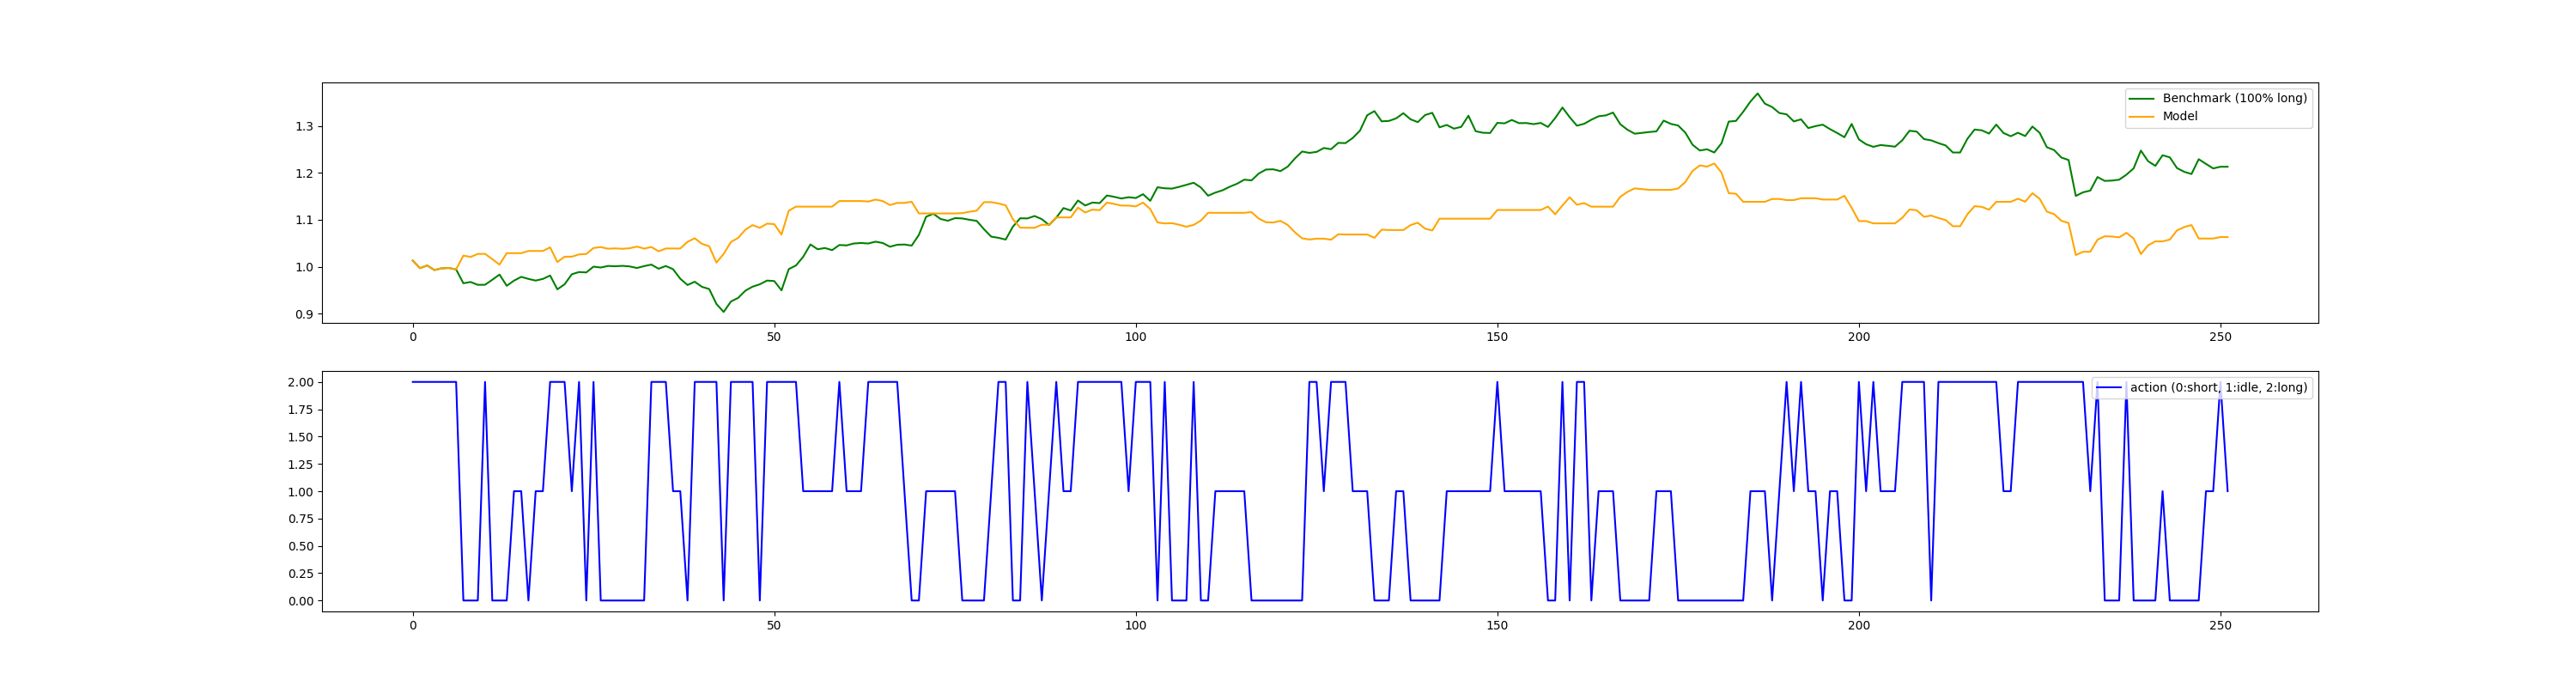 Benchmark (100% long)
Model
1.3
1.2
1.1
1.0
0.9
0 50 100 150 200 250
action (0:short, 1:idle, 2:long)
2.00
1.75
1.50
1.25
1.00
0.75
0.50
0.25
0.00
0 50 100 150 200 250